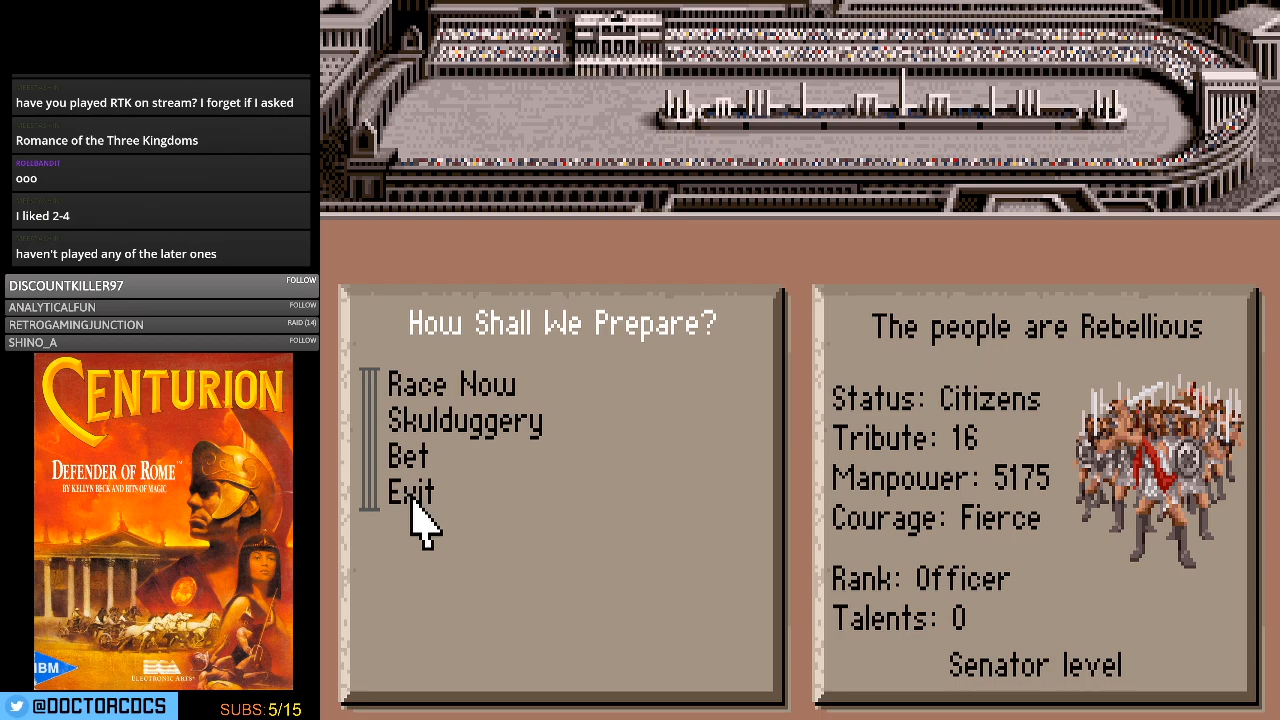 have you played RTK on stream? I forget if I asked
Romance of the Three Kingdoms
ROLLBANDIT
ooo
I liked 2-4
haven't played any of the later ones
DISCOUNTKILLER97 FOLLOW
ANALYTICALFUN FOLLOW
RETROGAMINGJUNCTION RAID (14)
SHINO_A FOLLOW
CENTURION
DEFENDER OF ROME™
BY KELLYN BECK AND BITS OF MAGIC
IBM
ELECTRONIC ARTS®
@DOCTORCOCS
SUBS: 5/15
How Shall We Prepare?
Race Now
Skulduggery
Bet
Exit
The people are Rebellious
Status: Citizens
Tribute: 16
Manpower: 5175
Courage: Fierce
Rank: Officer
Talents: 0
Senator level